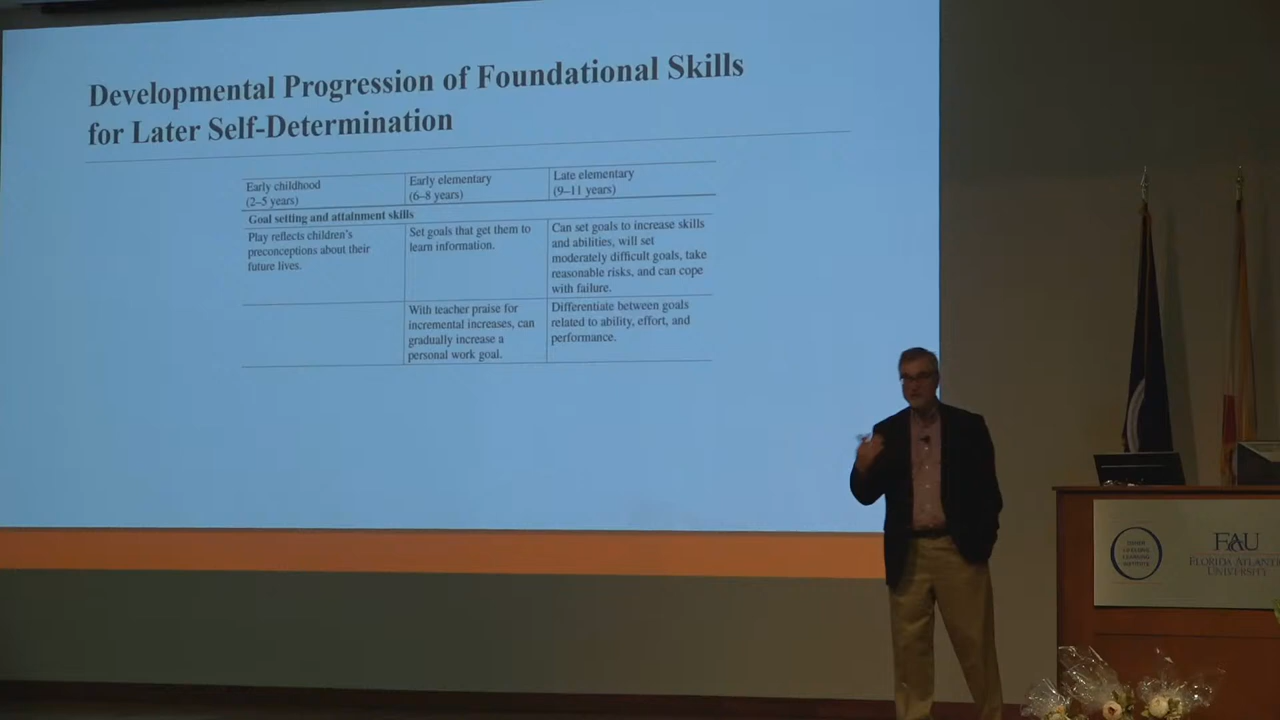 Developmental Progression of Foundational Skills
for Later Self-Determination
Early childhood
(2–5 years)
Early elementary
(6–8 years)
Late elementary
(9–11 years)
Goal setting and attainment skills
Play reflects children's
preconceptions about their
future lives.
Set goals that get them to
learn information.
Can set goals to increase skills
and abilities, will set
moderately difficult goals, take
reasonable risks, and can cope
with failure.
With teacher praise for
incremental increases, can
gradually increase a
personal work goal.
Differentiate between goals
related to ability, effort, and
performance.
LIFELONG
LEARNING
INSTITUTE
FAU
FLORIDA ATLANTIC
UNIVERSITY